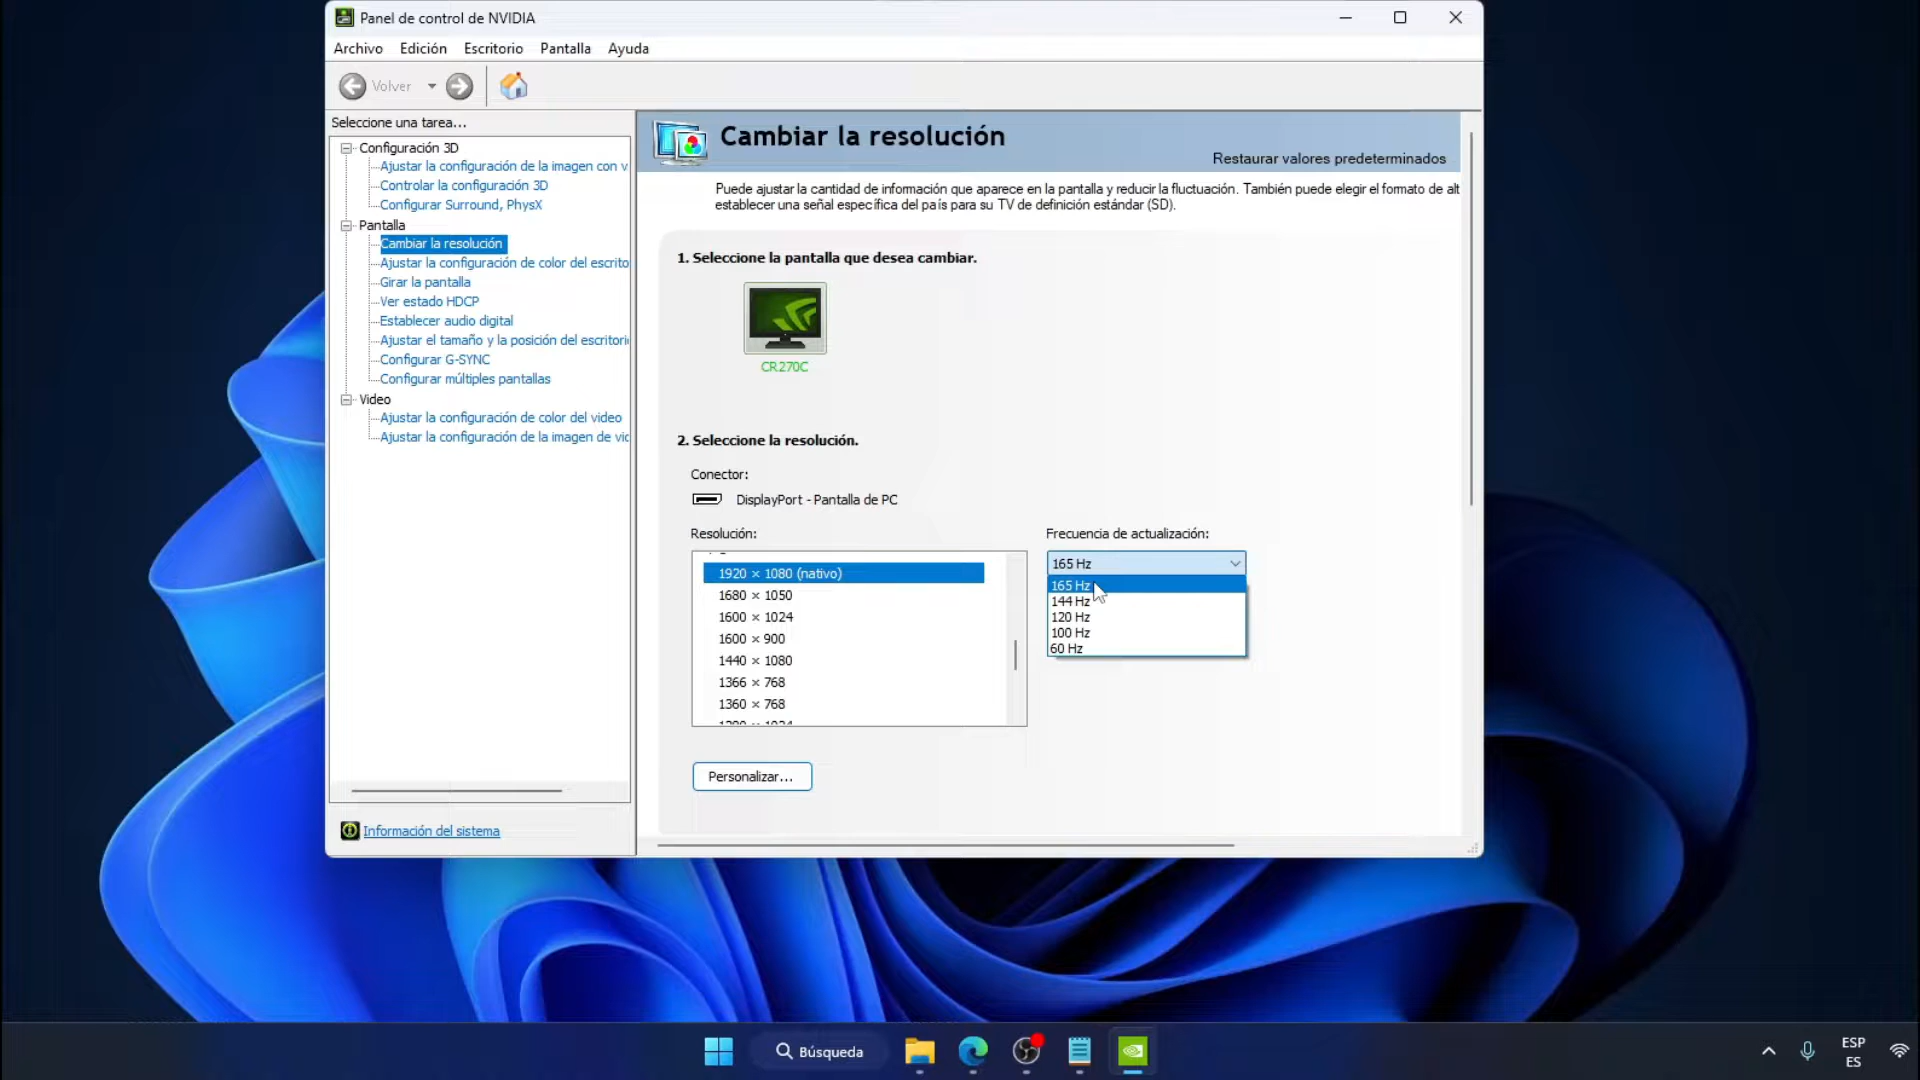 Panel de control de NVIDIA
Archivo Edición Escritorio Pantalla Ayuda
Volver
Seleccione una tarea...
Configuración 3D
Ajustar la configuración de la imagen con v
Controlar la configuración 3D
Configurar Surround, PhysX
Pantalla
Cambiar la resolución
Ajustar la configuración de color del escrito
Girar la pantalla
Ver estado HDCP
Establecer audio digital
Ajustar el tamaño y la posición del escritori
Configurar G-SYNC
Configurar múltiples pantallas
Video
Ajustar la configuración de color del video
Ajustar la configuración de la imagen de vid
Información del sistema
Cambiar la resolución
Restaurar valores predeterminados
Puede ajustar la cantidad de información que aparece en la pantalla y reducir la fluctuación. También puede elegir el formato de alt
establecer una señal específica del país para su TV de definición estándar (SD).
1. Seleccione la pantalla que desea cambiar.
CR270C
2. Seleccione la resolución.
Conector:
DisplayPort - Pantalla de PC
Resolución:
1920 × 1080 (nativo)
1680 × 1050
1600 × 1024
1600 × 900
1440 × 1080
1366 × 768
1360 × 768
Frecuencia de actualización:
165 Hz
165 Hz
144 Hz
120 Hz
100 Hz
60 Hz
Personalizar...
Búsqueda
ESP
ES